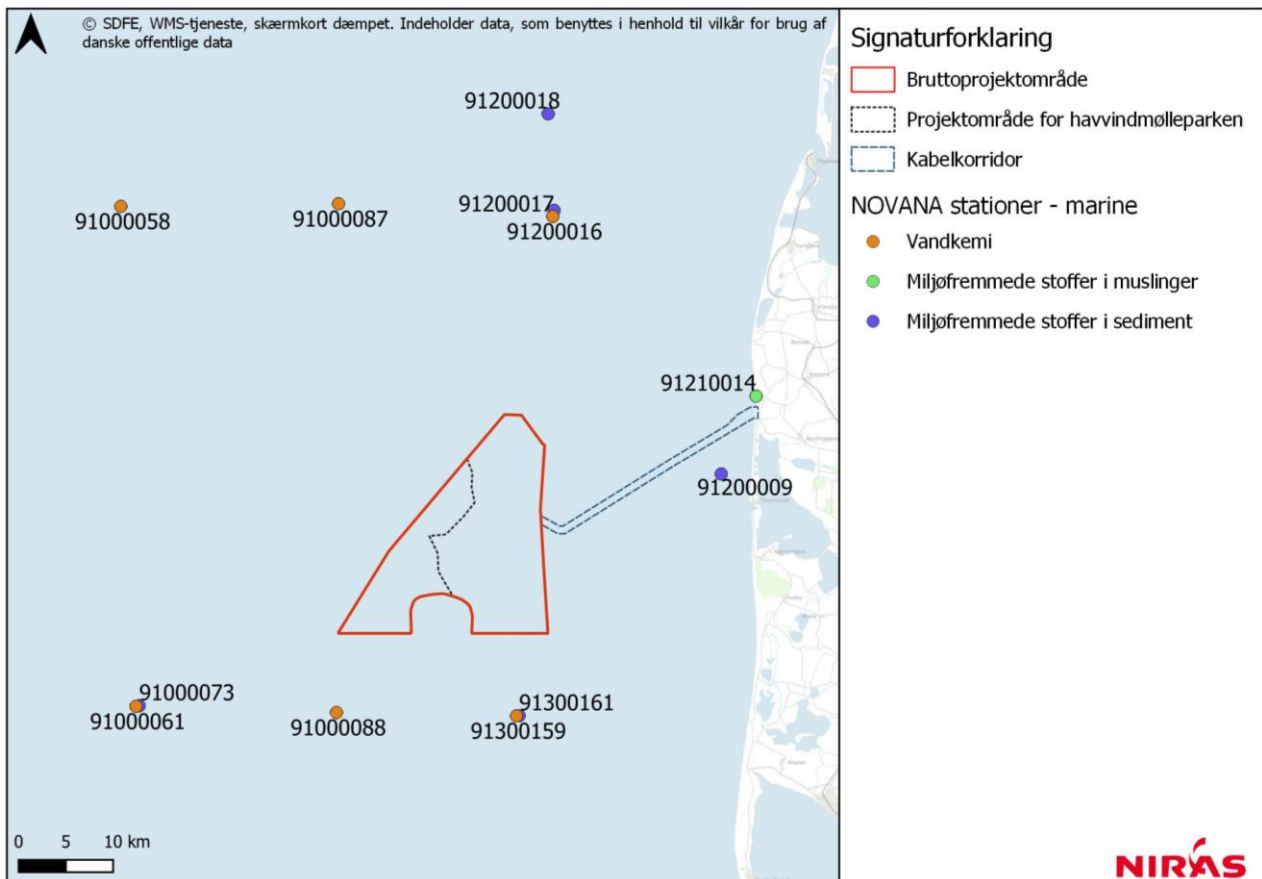 © SDFE, WMS-tjeneste, skærmkort dæmpet. Indeholder data, som benyttes i henhold til vilkår for brug af
danske offentlige data
91200018
91000058
91000087
91200017
91200016
91210014
91200009
91000073
91000061
91000088
91300161
91300159
0 5 10 km
Signaturforklaring
Bruttoprojektområde
Projektområde for havvindmølleparken
Kabelkorridor
NOVANA stationer - marine
Vandkemi
Miljøfremmede stoffer i muslinger
Miljøfremmede stoffer i sediment
NIRAS